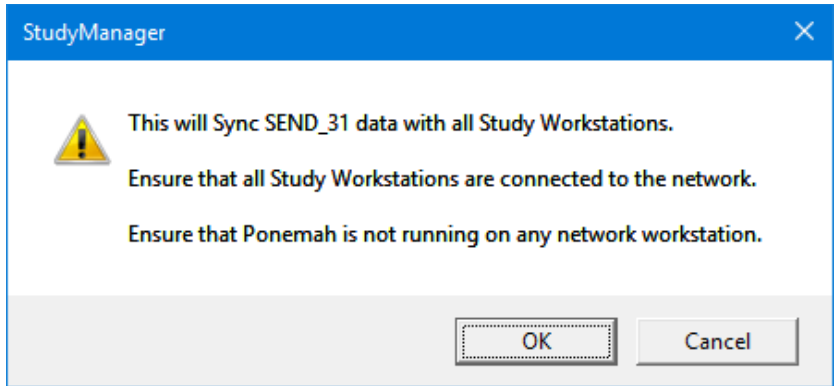 StudyManager
This will Sync SEND_31 data with all Study Workstations.
Ensure that all Study Workstations are connected to the network.
Ensure that Ponemah is not running on any network workstation.
OK
Cancel